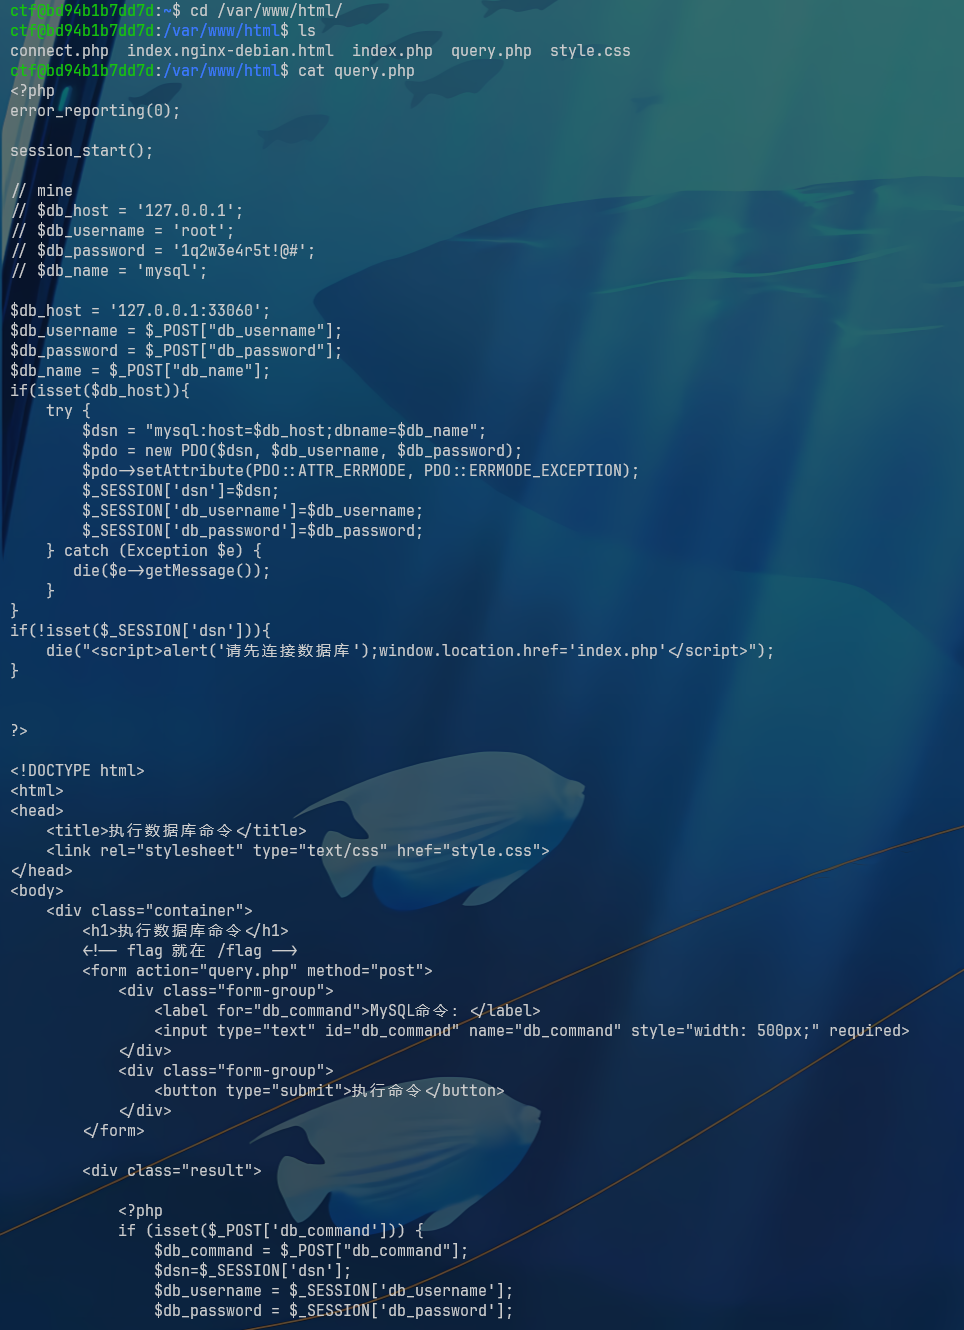 ctf@bd94b1b7dd7d:~$ cd /var/www/html/
ctf@bd94b1b7dd7d:/var/www/html$ ls
connect.php  index.nginx-debian.html  index.php  query.php  style.css
ctf@bd94b1b7dd7d:/var/www/html$ cat query.php
<?php
error_reporting(0);
session_start();
// mine
// $db_host = '127.0.0.1';
// $db_username = 'root';
// $db_password = '1q2w3e4r5t!@#';
// $db_name = 'mysql';
$db_host = '127.0.0.1:33060';
$db_username = $_POST["db_username"];
$db_password = $_POST["db_password"];
$db_name = $_POST["db_name"];
if(isset($db_host)){
    try {
        $dsn = "mysql:host=$db_host;dbname=$db_name";
        $pdo = new PDO($dsn, $db_username, $db_password);
        $pdo->setAttribute(PDO::ATTR_ERRMODE, PDO::ERRMODE_EXCEPTION);
        $_SESSION['dsn']=$dsn;
        $_SESSION['db_username']=$db_username;
        $_SESSION['db_password']=$db_password;
    } catch (Exception $e) {
       die($e->getMessage());
    }
}
if(!isset($_SESSION['dsn'])){
    die("<script>alert('请先连接数据库');window.location.href='index.php'</script>");
}
?>
<!DOCTYPE html>
<html>
<head>
    <title>执行数据库命令</title>
    <link rel="stylesheet" type="text/css" href="style.css">
</head>
<body>
    <div class="container">
        <h1>执行数据库命令</h1>
        <!-- flag 就在 /flag -->
        <form action="query.php" method="post">
            <div class="form-group">
                <label for="db_command">MySQL命令: </label>
                <input type="text" id="db_command" name="db_command" style="width: 500px;" required>
            </div>
            <div class="form-group">
                <button type="submit">执行命令</button>
            </div>
        </form>
        <div class="result">
            <?php
            if (isset($_POST['db_command'])) {
                $db_command = $_POST["db_command"];
                $dsn=$_SESSION['dsn'];
                $db_username = $_SESSION['db_username'];
                $db_password = $_SESSION['db_password'];